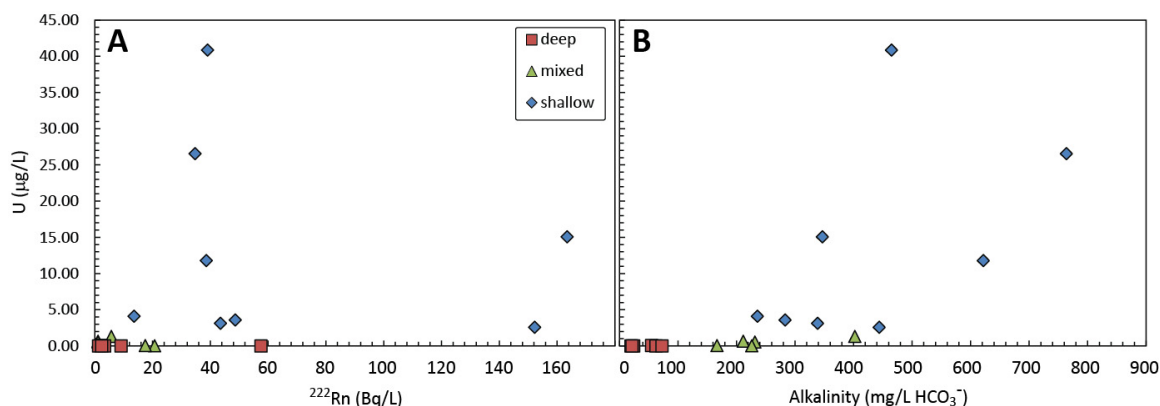 A
B
deep
mixed
shallow
U (µg/L)
45.00
40.00
35.00
30.00
25.00
20.00
15.00
10.00
5.00
0.00
0 20 40 60 80 100 120 140 160
0 100 200 300 400 500 600 700 800 900
²²²Rn (Bq/L)
Alkalinity (mg/L HCO₃⁻)